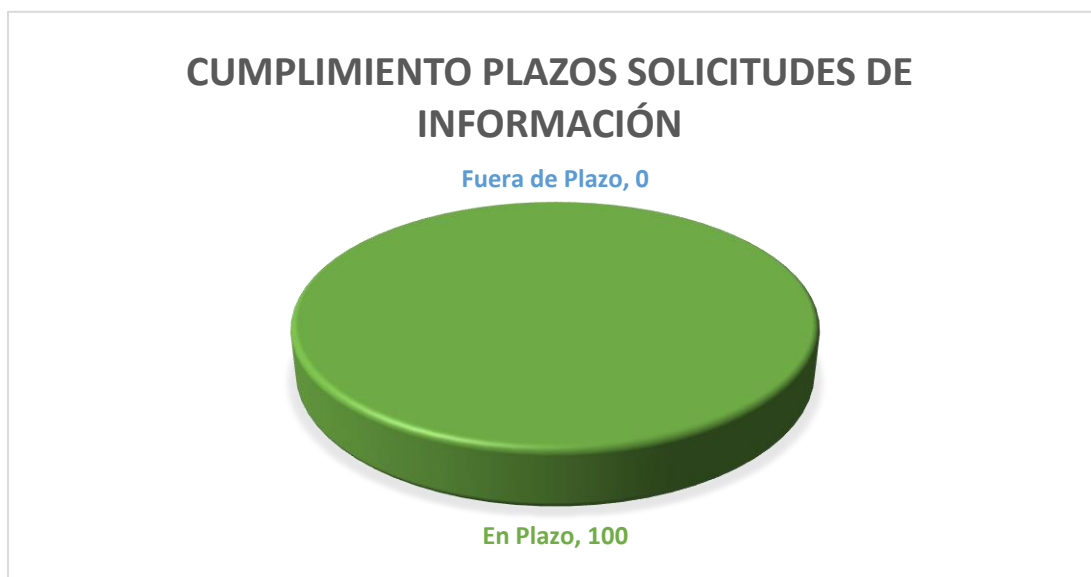 CUMPLIMIENTO PLAZOS SOLICITUDES DE
INFORMACIÓN
Fuera de Plazo, 0
En Plazo, 100